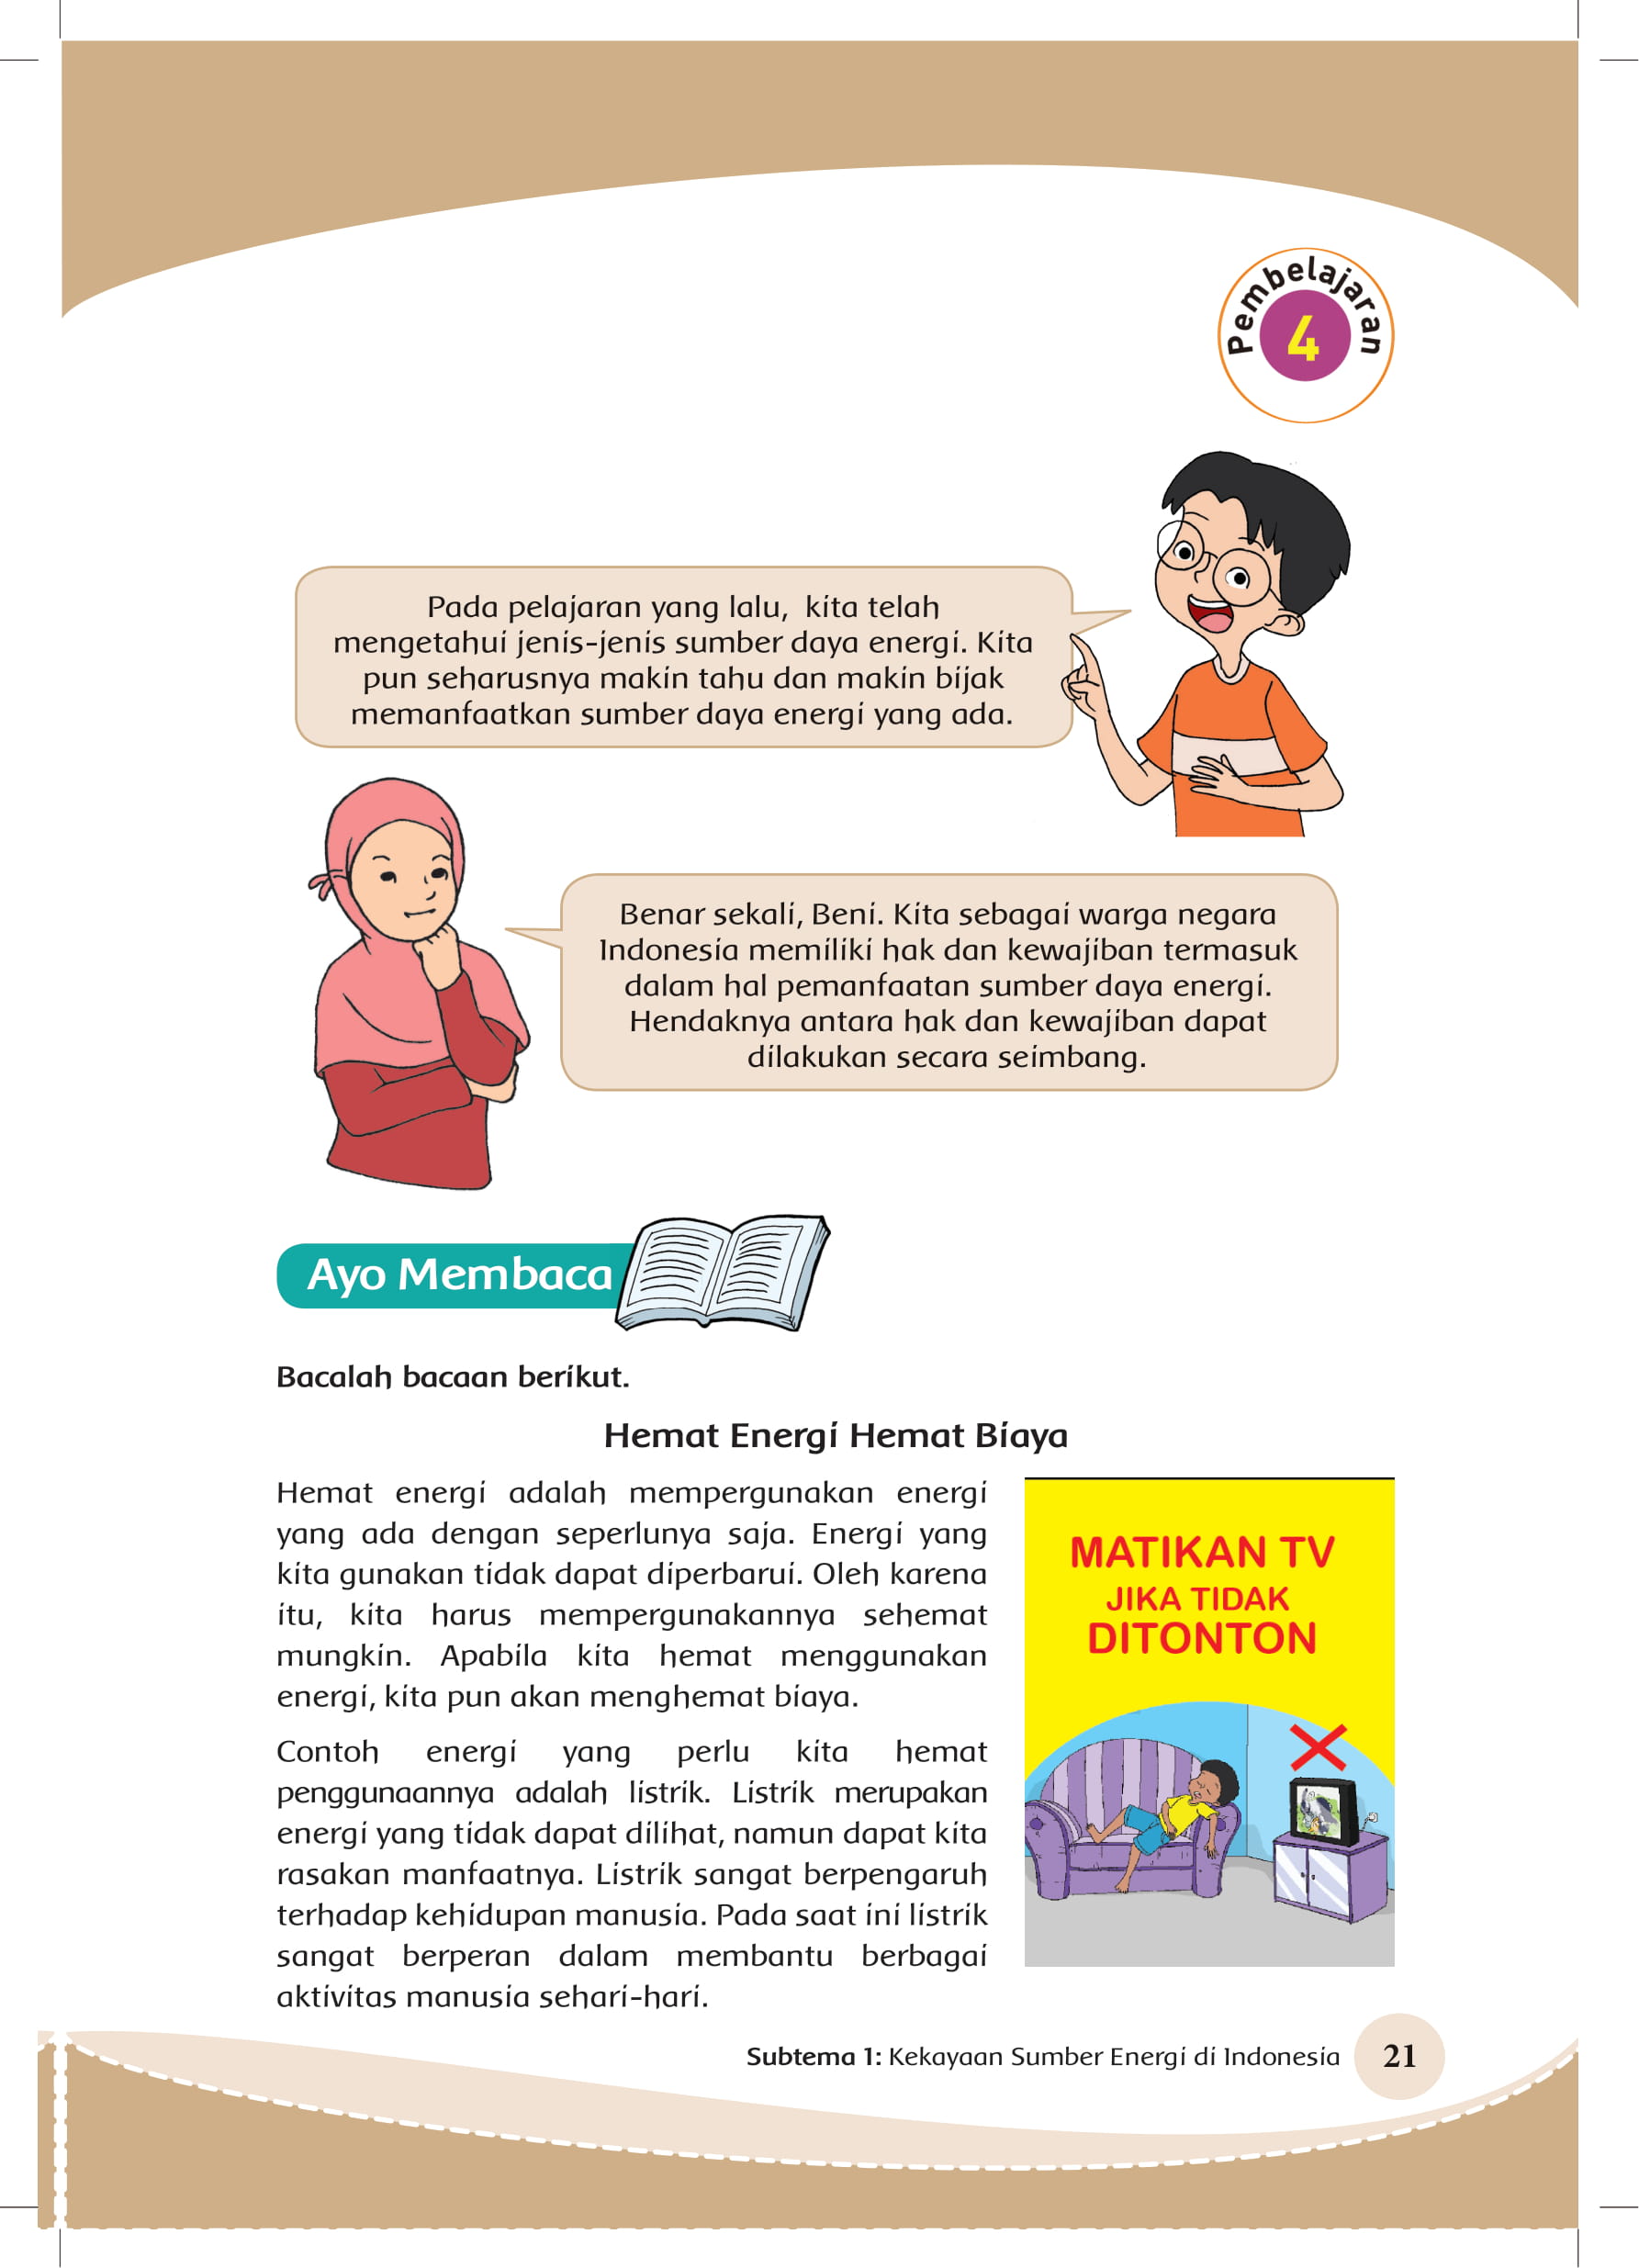 Pembelajaran
4
Pada pelajaran yang lalu, kita telah
mengetahui jenis-jenis sumber daya energi. Kita
pun seharusnya makin tahu dan makin bijak
memanfaatkan sumber daya energi yang ada.
Benar sekali, Beni. Kita sebagai warga negara
Indonesia memiliki hak dan kewajiban termasuk
dalam hal pemanfaatan sumber daya energi.
Hendaknya antara hak dan kewajiban dapat
dilakukan secara seimbang.
Ayo Membaca
Bacalah bacaan berikut.
Hemat Energi Hemat Biaya
Hemat energi adalah mempergunakan energi
yang ada dengan seperlunya saja. Energi yang
kita gunakan tidak dapat diperbarui. Oleh karena
itu, kita harus mempergunakannya sehemat
mungkin. Apabila kita hemat menggunakan
energi, kita pun akan menghemat biaya.
Contoh energi yang perlu kita hemat
penggunaannya adalah listrik. Listrik merupakan
energi yang tidak dapat dilihat, namun dapat kita
rasakan manfaatnya. Listrik sangat berpengaruh
terhadap kehidupan manusia. Pada saat ini listrik
sangat berperan dalam membantu berbagai
aktivitas manusia sehari-hari.
MATIKAN TV
JIKA TIDAK
DITONTON
Subtema 1: Kekayaan Sumber Energi di Indonesia 21